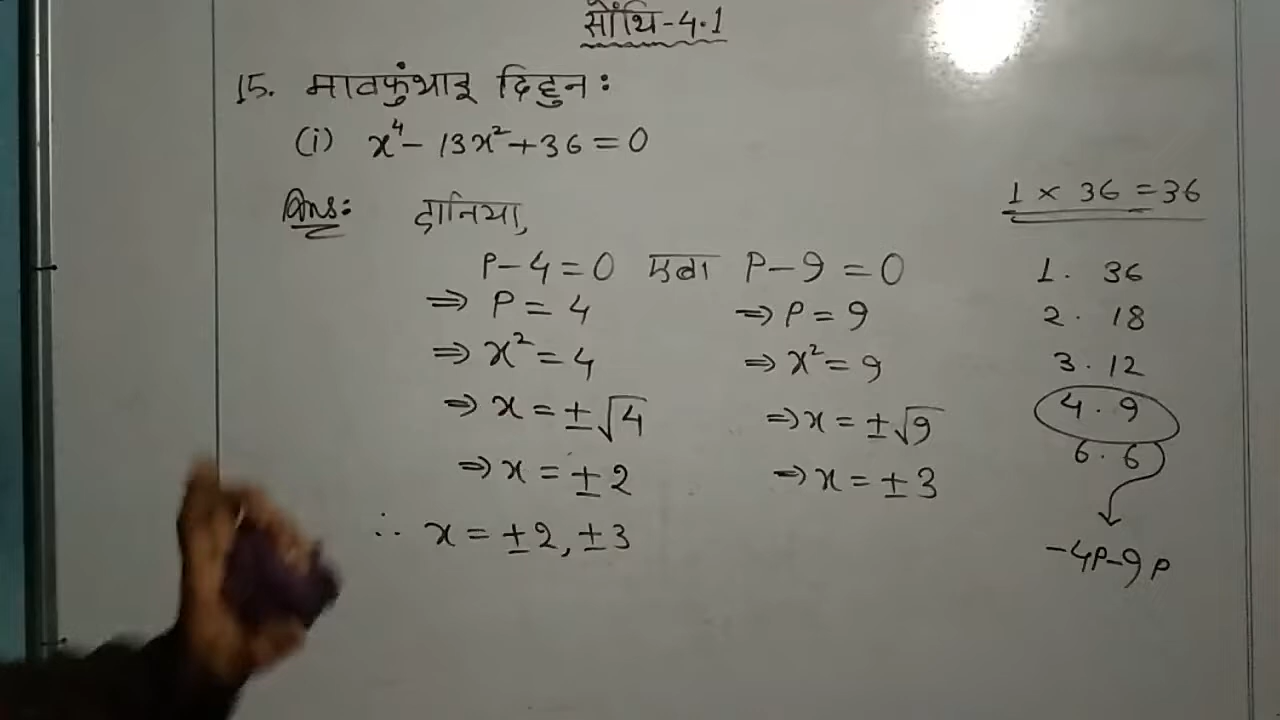 सौंथि-4.1
15. मावफुंथाइ दिहुन:
(i) x⁴ - 13x² + 36 = 0
Ans: दानिया,
P - 4 = 0 एबा P - 9 = 0
⇒ P = 4 ⇒ P = 9
⇒ x² = 4 ⇒ x² = 9
⇒ x = ±√4 ⇒ x = ±√9
⇒ x = ±2 ⇒ x = ±3
∴ x = ±2, ±3
1 × 36 = 36
1. 36
2. 18
3. 12
4. 9
6. 6
-4P-9P